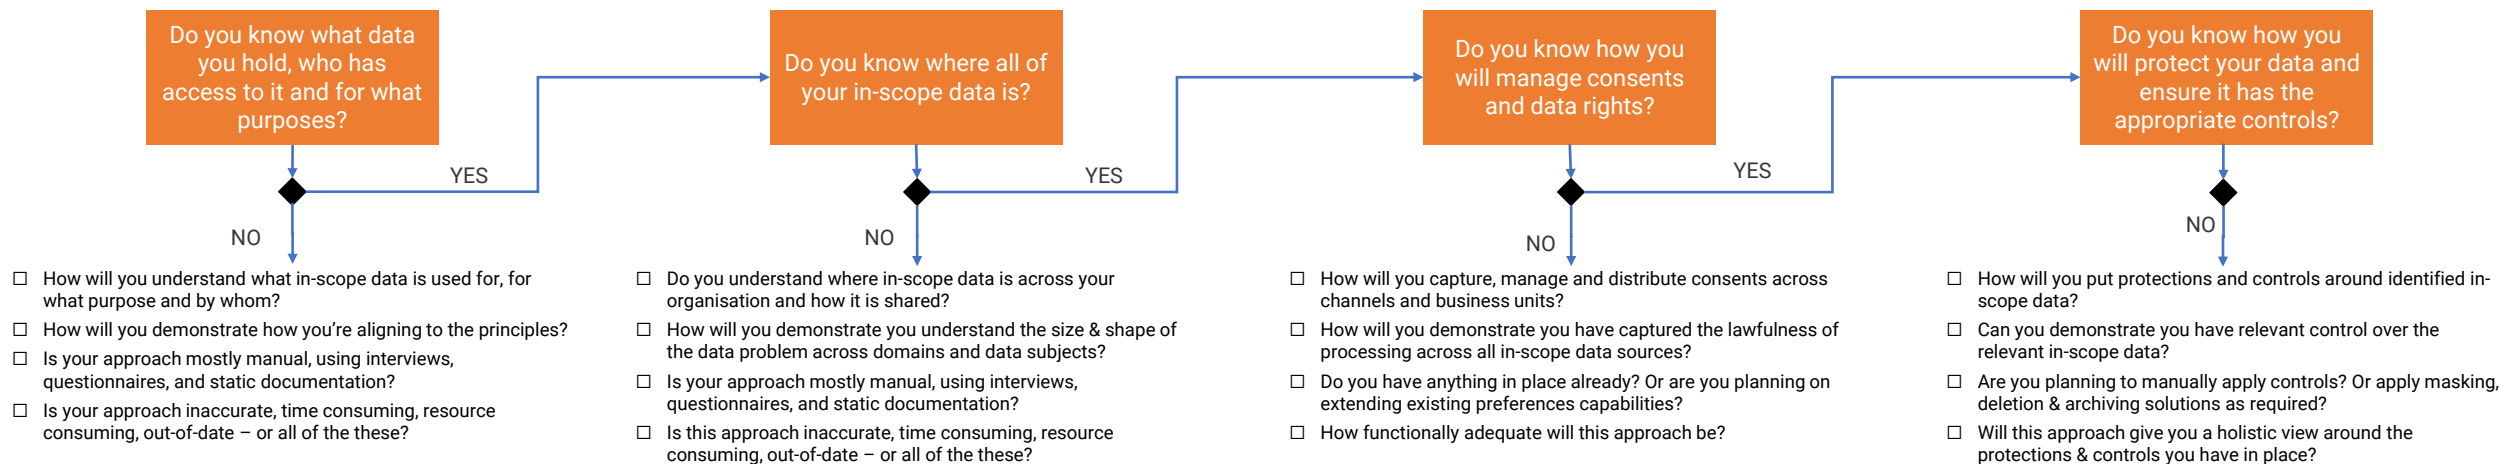 Do you know what data
you hold, who has
access to it and for what
purposes?
YES
NO
☐ How will you understand what in-scope data is used for, for
what purpose and by whom?
☐ How will you demonstrate how you’re aligning to the principles?
☐ Is your approach mostly manual, using interviews,
questionnaires, and static documentation?
☐ Is your approach inaccurate, time consuming, resource
consuming, out-of-date – or all of the these?
Do you know where all of
your in-scope data is?
YES
NO
☐ Do you understand where in-scope data is across your
organisation and how it is shared?
☐ How will you demonstrate you understand the size & shape of
the data problem across domains and data subjects?
☐ Is your approach mostly manual, using interviews,
questionnaires, and static documentation?
☐ Is this approach inaccurate, time consuming, resource
consuming, out-of-date – or all of the these?
Do you know how you
will manage consents
and data rights?
YES
NO
☐ How will you capture, manage and distribute consents across
channels and business units?
☐ How will you demonstrate you have captured the lawfulness of
processing across all in-scope data sources?
☐ Do you have anything in place already? Or are you planning on
extending existing preferences capabilities?
☐ How functionally adequate will this approach be?
Do you know how you
will protect your data and
ensure it has the
appropriate controls?
NO
☐ How will you put protections and controls around identified in-
scope data?
☐ Can you demonstrate you have relevant control over the
relevant in-scope data?
☐ Are you planning to manually apply controls? Or apply masking,
deletion & archiving solutions as required?
☐ Will this approach give you a holistic view around the
protections & controls you have in place?